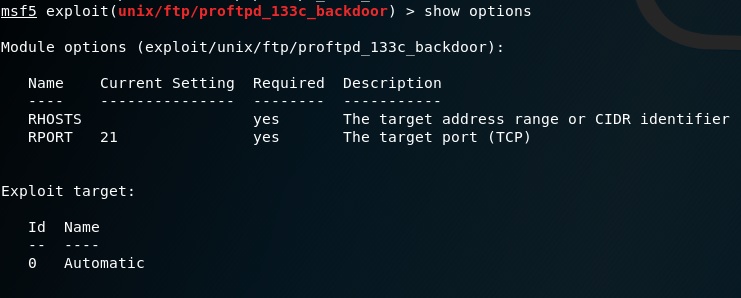 msf5 exploit(unix/ftp/proftpd_133c_backdoor) > show options
Module options (exploit/unix/ftp/proftpd_133c_backdoor):
Name Current Setting Required Description
---- --------------- -------- -----------
RHOSTS yes The target address range or CIDR identifier
RPORT 21 yes The target port (TCP)
Exploit target:
Id Name
-- ----
0 Automatic